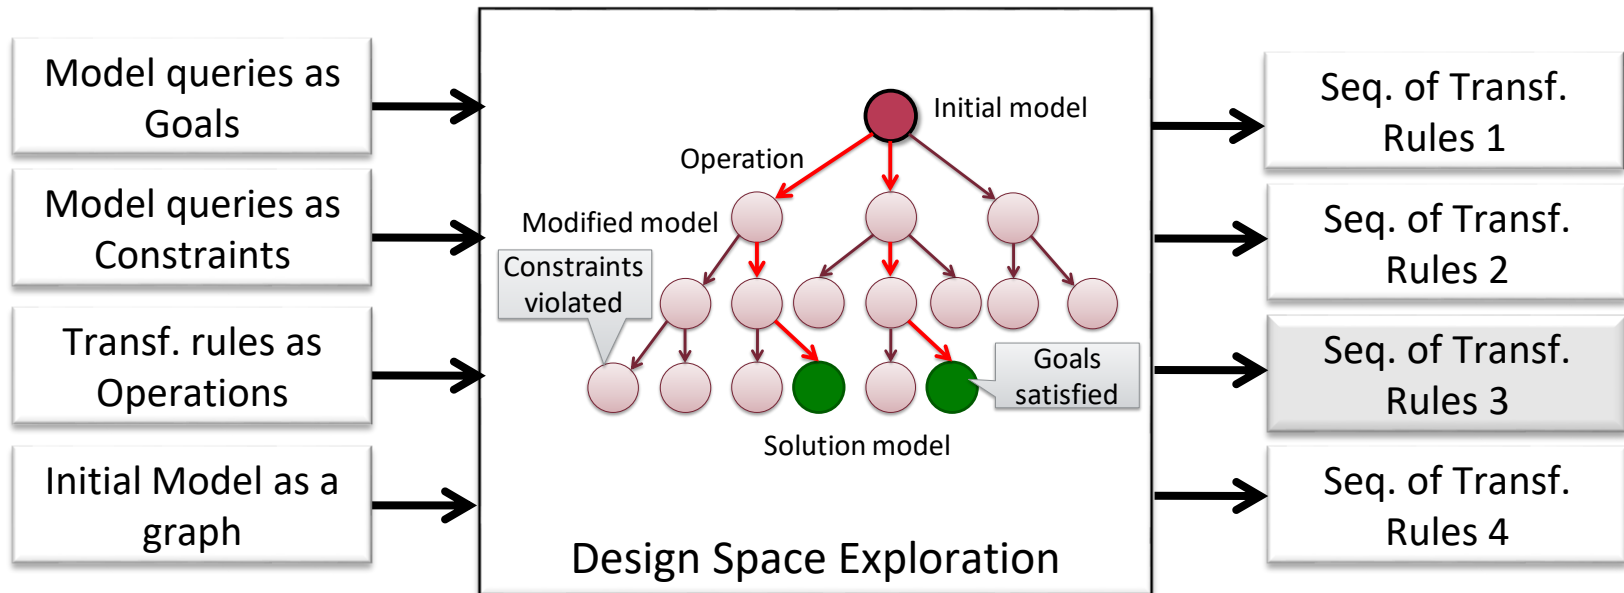 Model queries as
Goals
Model queries as
Constraints
Transf. rules as
Operations
Initial Model as a
graph
Initial model
Operation
Modified model
Constraints
violated
Goals
satisfied
Solution model
Design Space Exploration
Seq. of Transf.
Rules 1
Seq. of Transf.
Rules 2
Seq. of Transf.
Rules 3
Seq. of Transf.
Rules 4